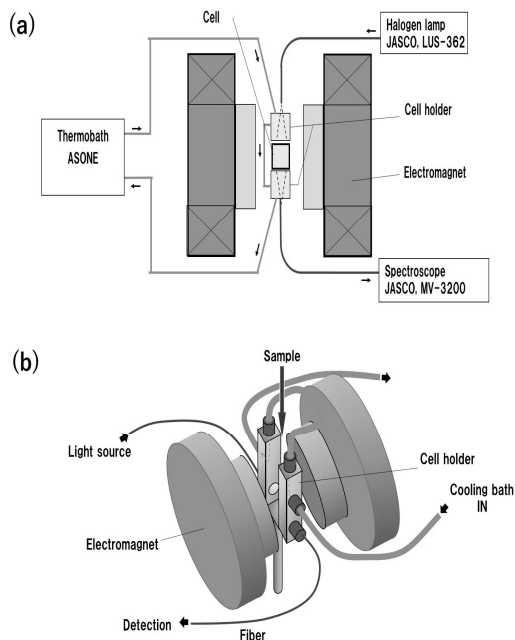 (a)
Cell
Halogen lamp
JASCO, LUS-362
Cell holder
Thermobath
ASONE
Electromagnet
Spectroscope
JASCO, MV-3200
(b)
Sample
Light source
Cell holder
Cooling bath
IN
Electromagnet
Detection
Fiber